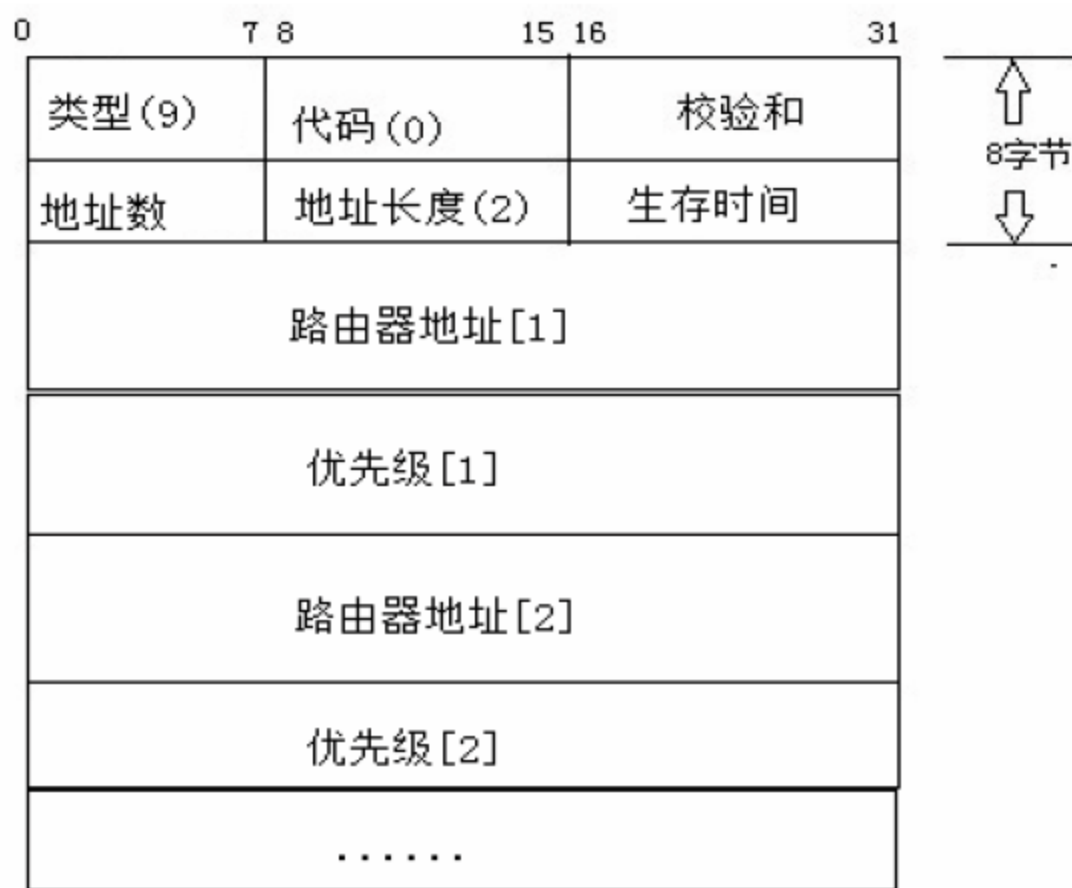 0 7 8 15 16 31
类型(9) 代码(0) 校验和
8字节
地址数 地址长度(2) 生存时间
路由器地址[1]
优先级[1]
路由器地址[2]
优先级[2]
......